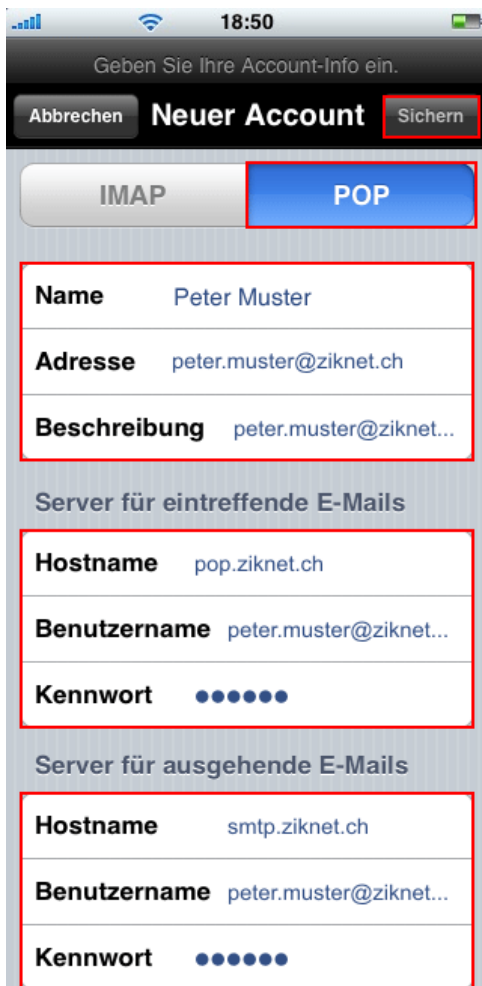 18:50
Geben Sie Ihre Account-Info ein.
Abbrechen Neuer Account Sichern
IMAP POP
Name Peter Muster
Adresse peter.muster@ziknet.ch
Beschreibung peter.muster@ziknet...
Server für eintreffende E-Mails
Hostname pop.ziknet.ch
Benutzername peter.muster@ziknet...
Kennwort ●●●●●●
Server für ausgehende E-Mails
Hostname smtp.ziknet.ch
Benutzername peter.muster@ziknet...
Kennwort ●●●●●●